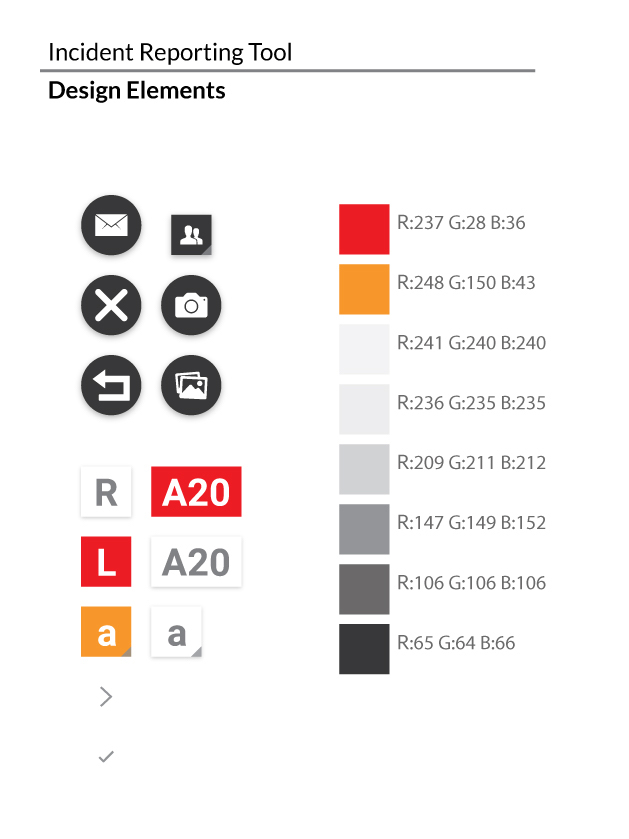 Incident Reporting Tool
Design Elements
R:237 G:28 B:36
R:248 G:150 B:43
R:241 G:240 B:240
R:236 G:235 B:235
R:209 G:211 B:212
R:147 G:149 B:152
R:106 G:106 B:106
R:65 G:64 B:66
R A20
L A20
a a